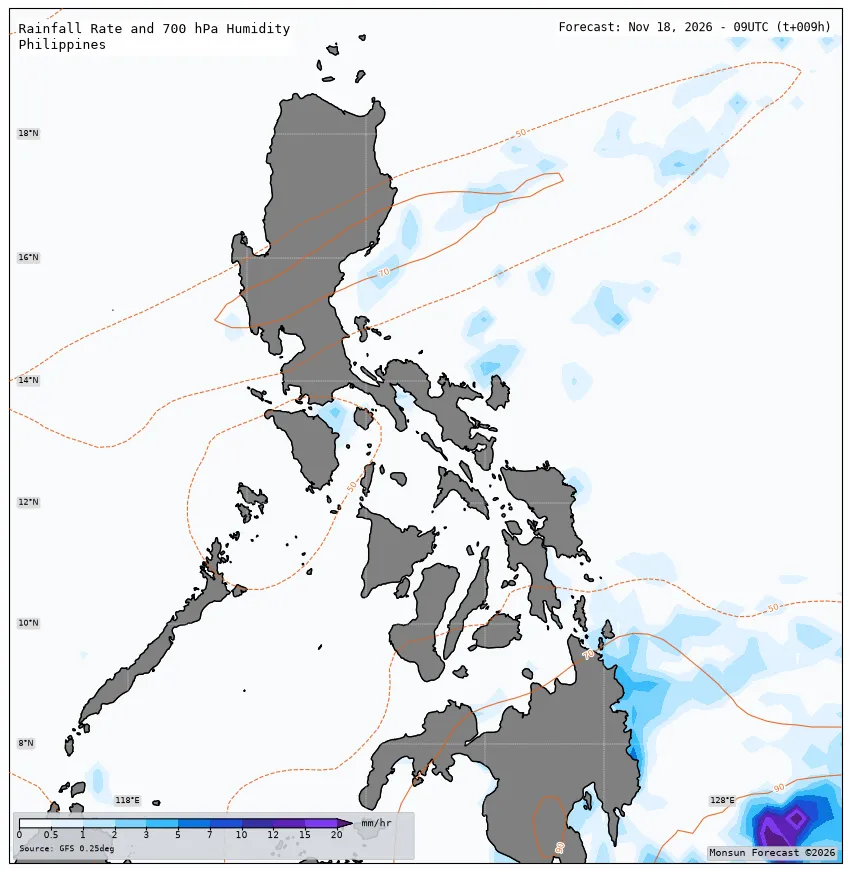 Rainfall Rate and 700 hPa Humidity
Philippines
Forecast: Nov 18, 2026 - 09UTC (t+009h)
50
18°N
16°N
70
14°N
50
12°N
10°N
50
70
8°N
90
118°E
128°E
0 0.5 1 2 3 5 7 10 12 15 20 mm/hr
90
Source: GFS 0.25deg
Monsun Forecast ©2026